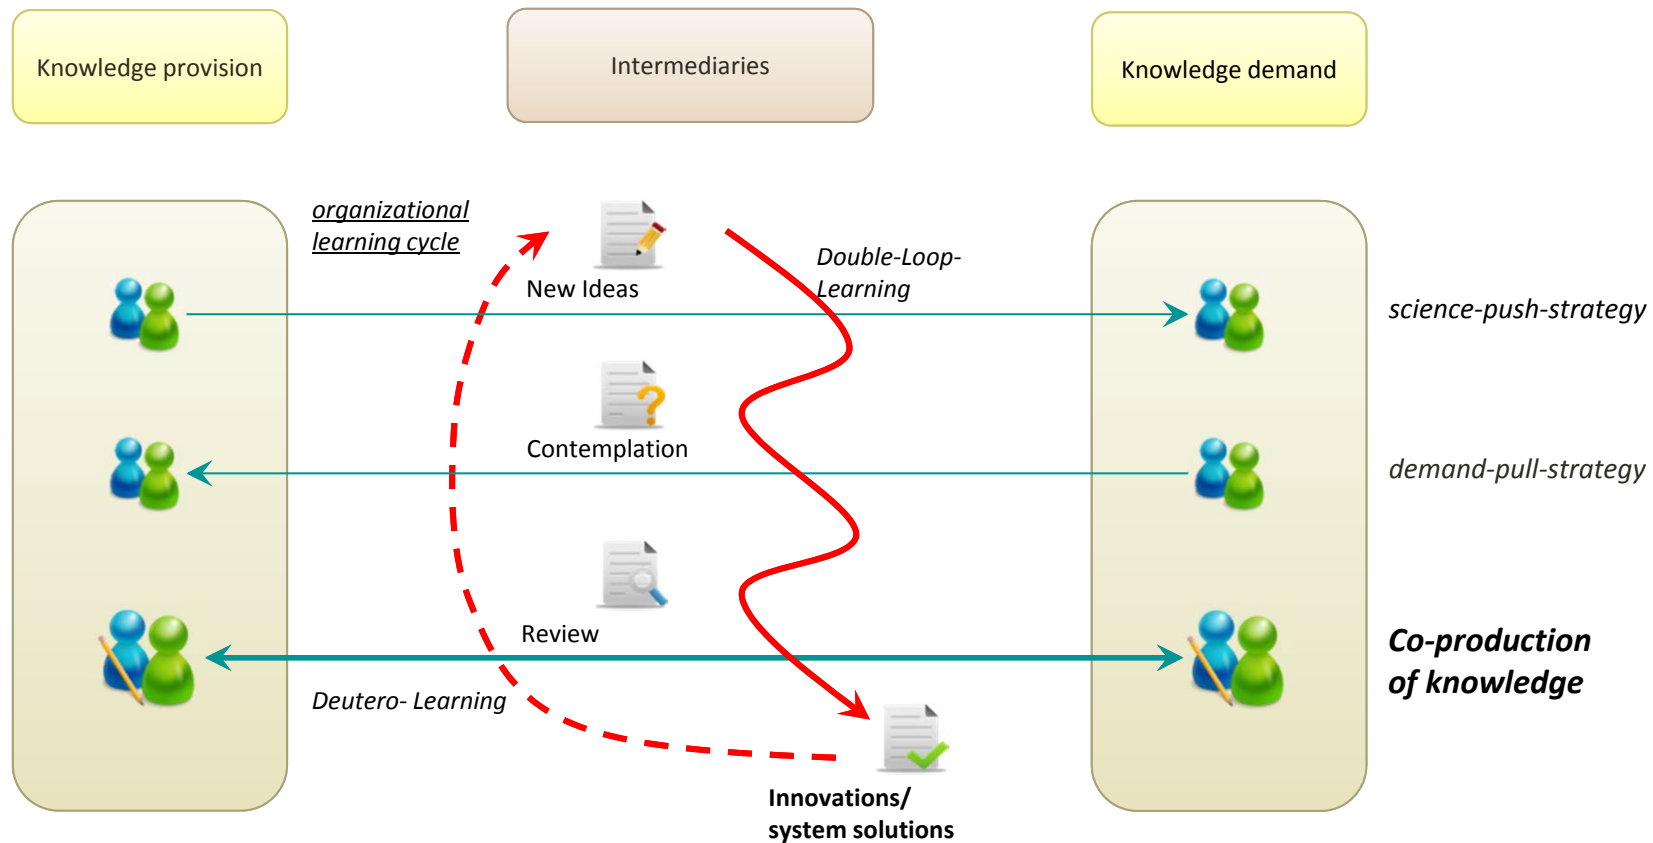 Knowledge provision
Intermediaries
Knowledge demand
organizational
learning cycle
New Ideas
Double-Loop-
Learning
science-push-strategy
Contemplation
demand-pull-strategy
Review
Co-production
of knowledge
Deutero- Learning
Innovations/
system solutions